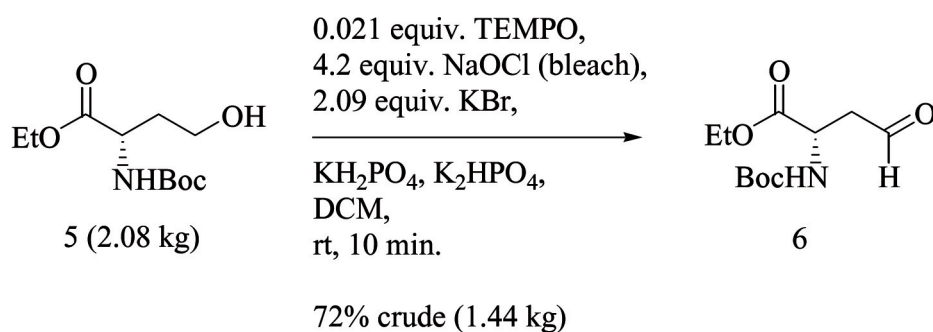 0.021 equiv. TEMPO,
4.2 equiv. NaOCl (bleach),
2.09 equiv. KBr,
O
EtO
OH
NHBoc
5 (2.08 kg)
KH₂PO₄, K₂HPO₄,
DCM,
rt, 10 min.
72% crude (1.44 kg)
O
EtO
O
BocHN
H
6